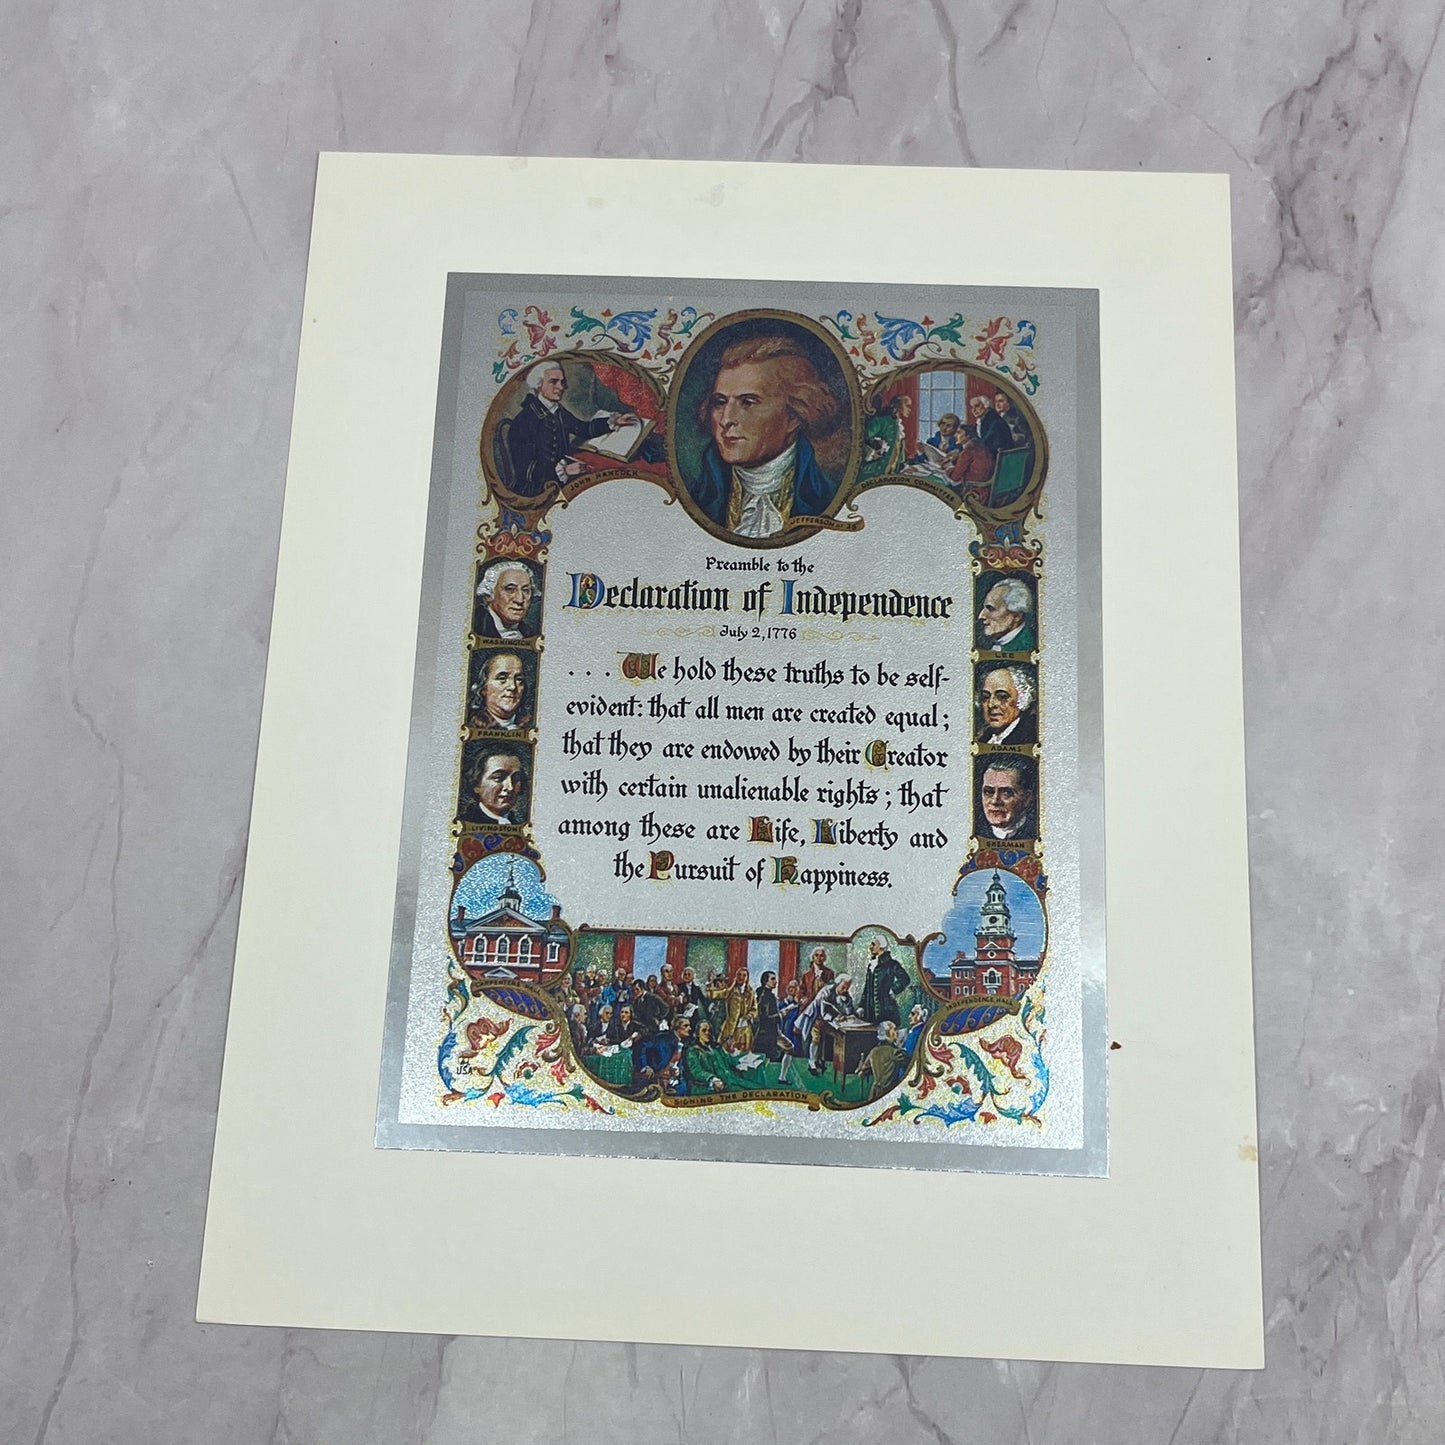 JOHN HANCOCK
JEFFERSON AT 33
DECLARATION COMMITTEE
Preamble to the
Declaration of Independence
July 2, 1776
. . . We hold these truths to be self-
evident: that all men are created equal;
that they are endowed by their Creator
with certain unalienable rights; that
among these are Life, Liberty and
the Pursuit of Happiness.
WASHINGTON
FRANKLIN
LIVINGSTON
LEE
ADAMS
SHERMAN
CARPENTERS
INDEPENDENCE HALL
SIGNING THE DECLARATION
USA